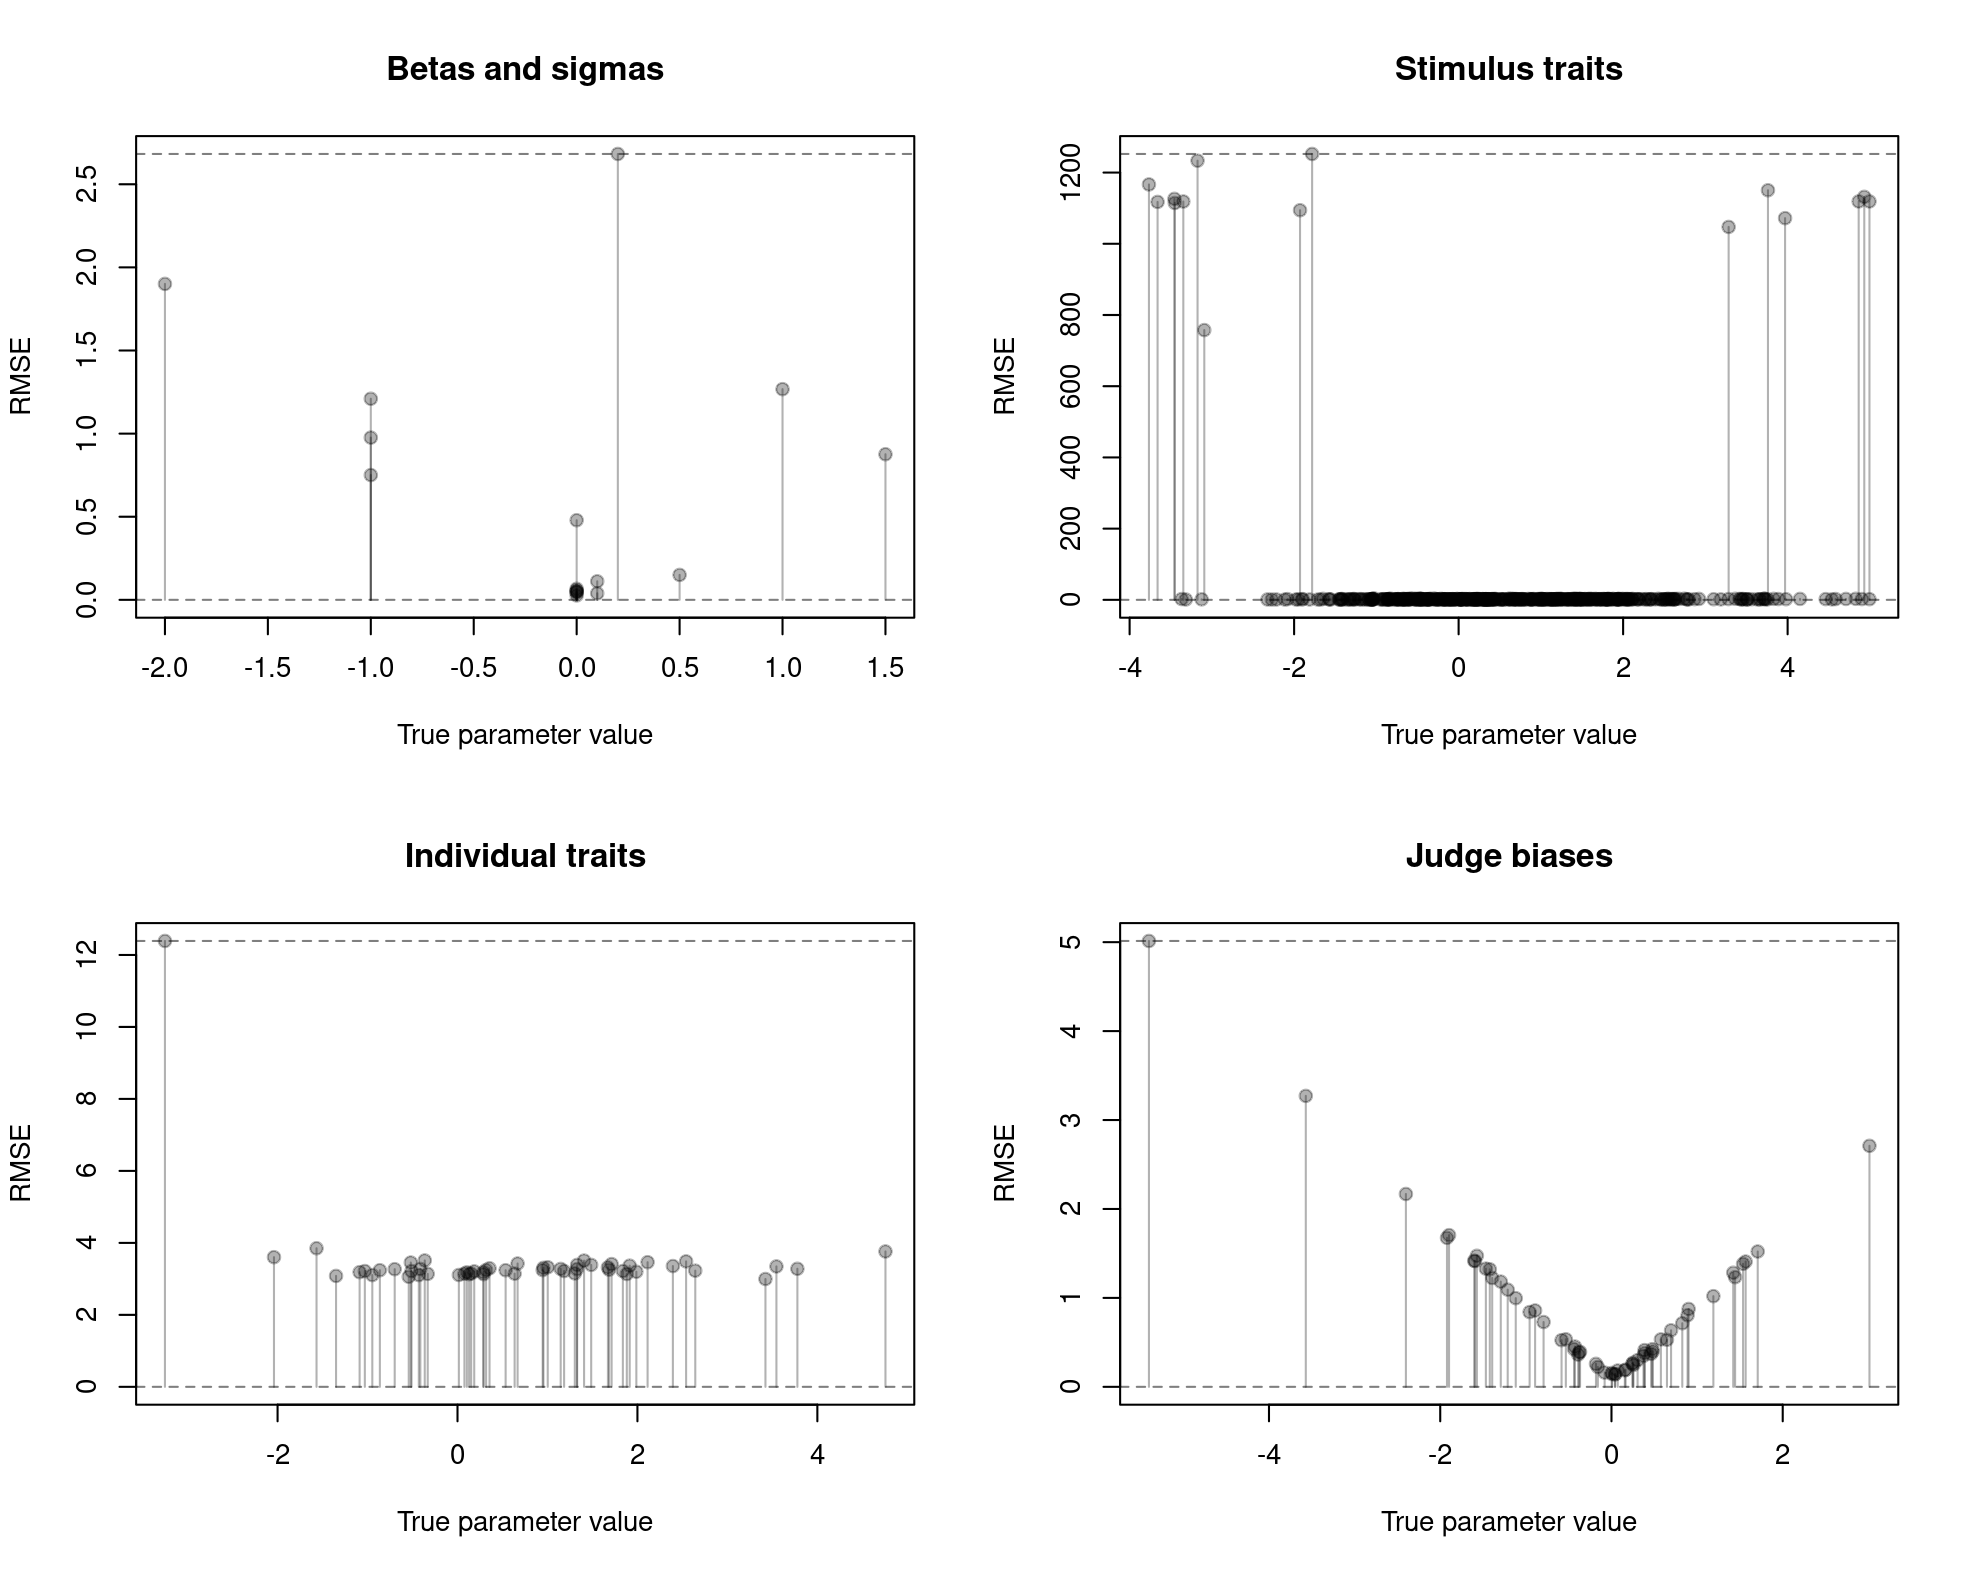 Betas and sigmas
RMSE
0.0 0.5 1.0 1.5 2.0 2.5
-2.0 -1.5 -1.0 -0.5 0.0 0.5 1.0 1.5
True parameter value
Stimulus traits
RMSE
0 200 400 600 800 1200
-4 -2 0 2 4
True parameter value
Individual traits
RMSE
0 2 4 6 8 10 12
-2 0 2 4
True parameter value
Judge biases
RMSE
0 1 2 3 4 5
-4 -2 0 2
True parameter value